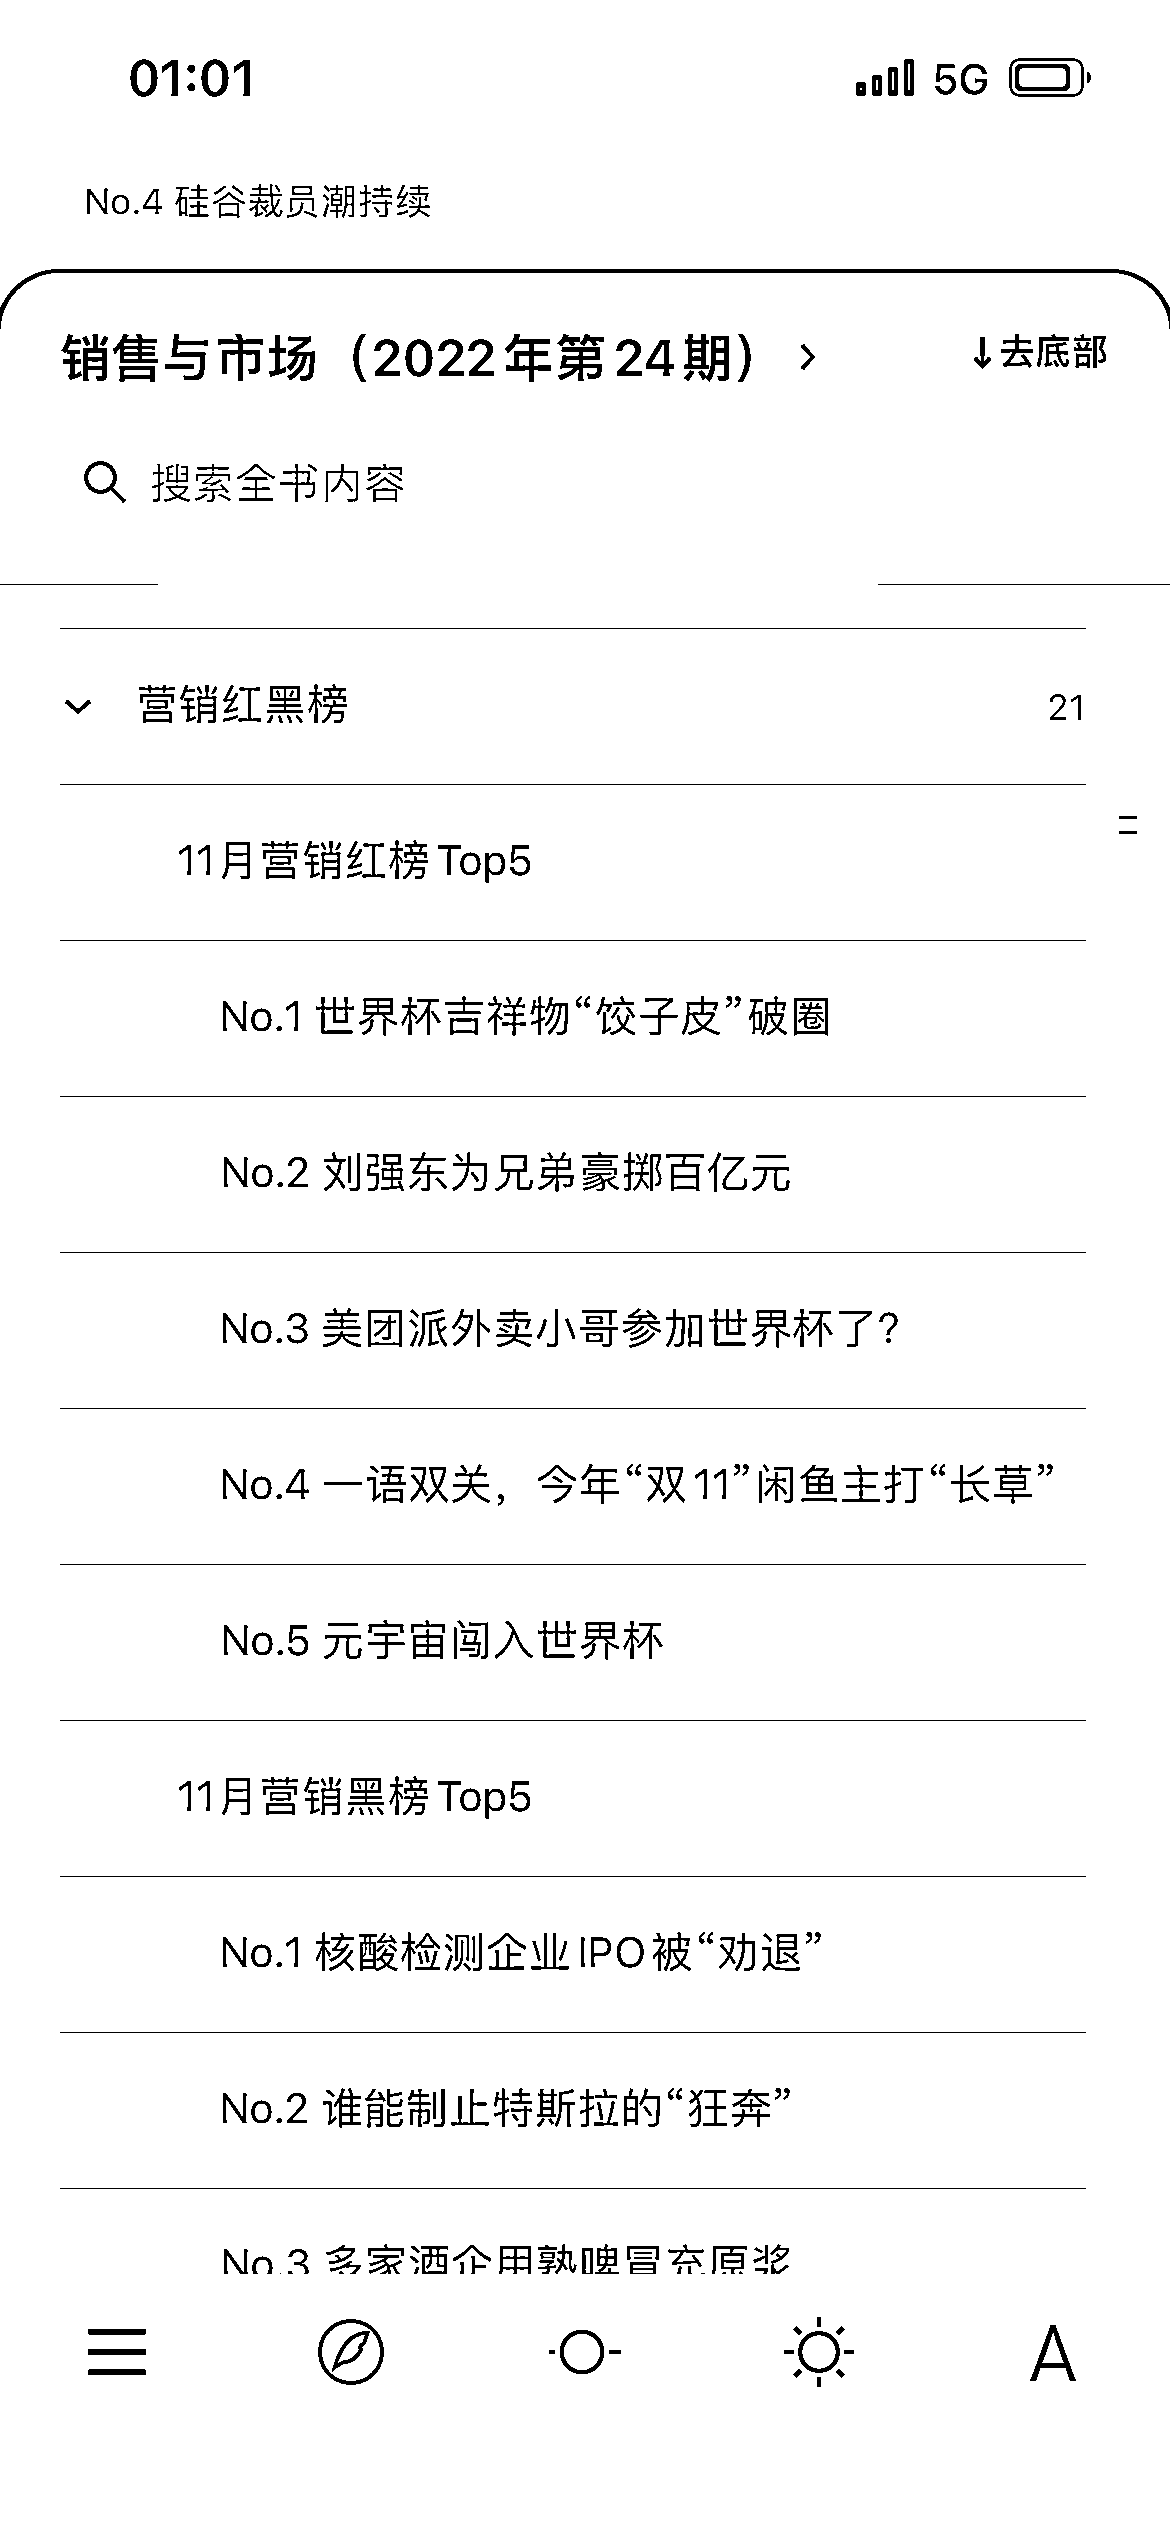 01:01 5G
No.4 硅谷裁员潮持续
销售与市场（2022年第24期） 去底部
搜索全书内容
营销红黑榜 21
11月营销红榜Top5
No.1 世界杯吉祥物“饺子皮”破圈
No.2 刘强东为兄弟豪掷百亿元
No.3 美团派外卖小哥参加世界杯了?
No.4 一语双关，今年“双11”闲鱼主打“长草”
No.5 元宇宙闯入世界杯
11月营销黑榜Top5
No.1 核酸检测企业IPO被“劝退”
No.2 谁能制止特斯拉的“狂奔”
No.3 多家酒企用熟啤冒充原浆
A